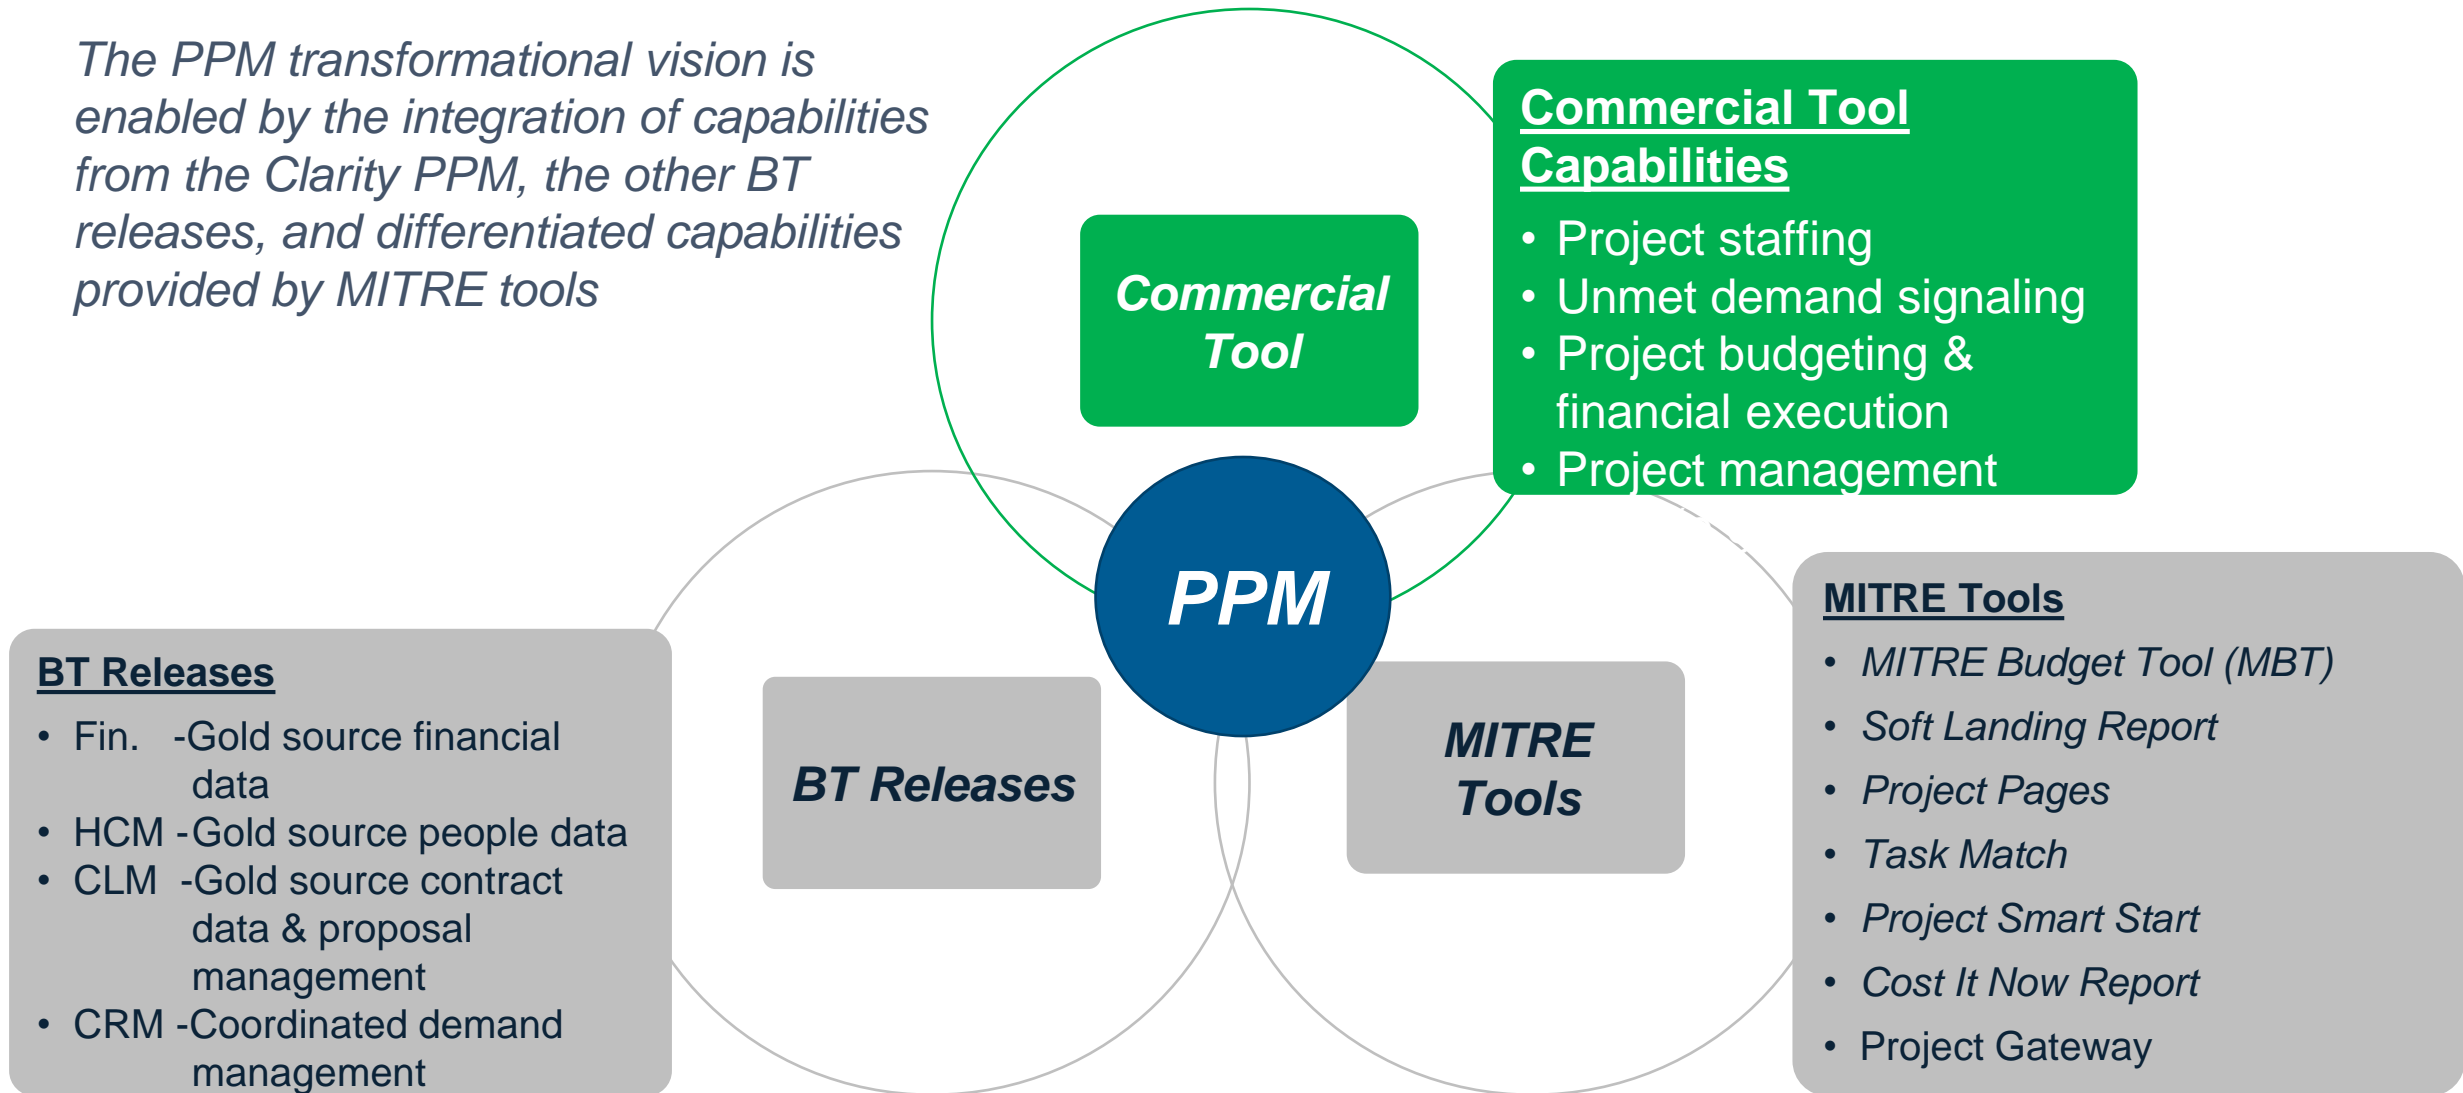 The PPM transformational vision is
enabled by the integration of capabilities
from the Clarity PPM, the other BT
releases, and differentiated capabilities
provided by MITRE tools
Commercial
Tool
Commercial Tool
Capabilities
• Project staffing
• Unmet demand signaling
• Project budgeting &
financial execution
• Project management
PPM
BT Releases
• Fin. -Gold source financial
data
• HCM -Gold source people data
• CLM -Gold source contract
data & proposal
management
• CRM -Coordinated demand
management
BT Releases
MITRE
Tools
MITRE Tools
• MITRE Budget Tool (MBT)
• Soft Landing Report
• Project Pages
• Task Match
• Project Smart Start
• Cost It Now Report
• Project Gateway